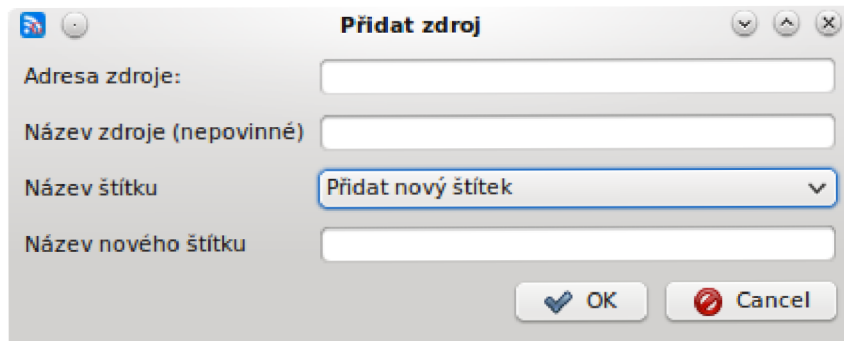 Přidat zdroj
Adresa zdroje:
Název zdroje (nepovinné)
Název štítku
Přidat nový štítek
Název nového štítku
OK
Cancel